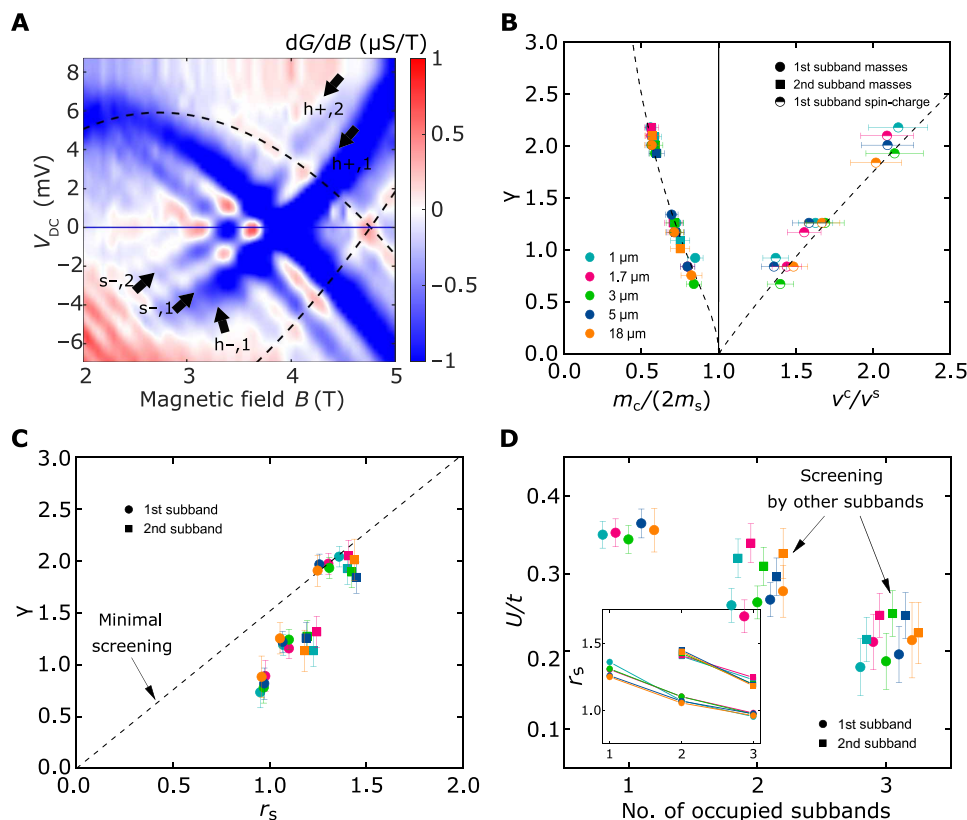 A
dG/dB (µS/T)
8
6
4
2
0
−2
−4
−6
V_DC (mV)
h+,2
h+,1
s−,2
s−,1
h−,1
2
3
4
5
Magnetic field B (T)
1
0.5
0
−0.5
−1
B
3.0
2.5
2.0
1.5
1.0
0.5
0.0
γ
1st subband masses
2nd subband masses
1st subband spin-charge
1 µm
1.7 µm
3 µm
5 µm
18 µm
0.0
0.5
1.0
1.5
2.0
2.5
m_c/(2m_s)
v^c/v^s
C
3.0
2.5
2.0
1.5
1.0
0.5
0.0
γ
1st subband
2nd subband
Minimal
screening
0.0
0.5
1.0
1.5
2.0
r_s
D
0.4
0.3
0.2
0.1
U/t
Screening
by other subbands
1.5
1.0
r_s
1
2
3
1st subband
2nd subband
1
2
3
No. of occupied subbands